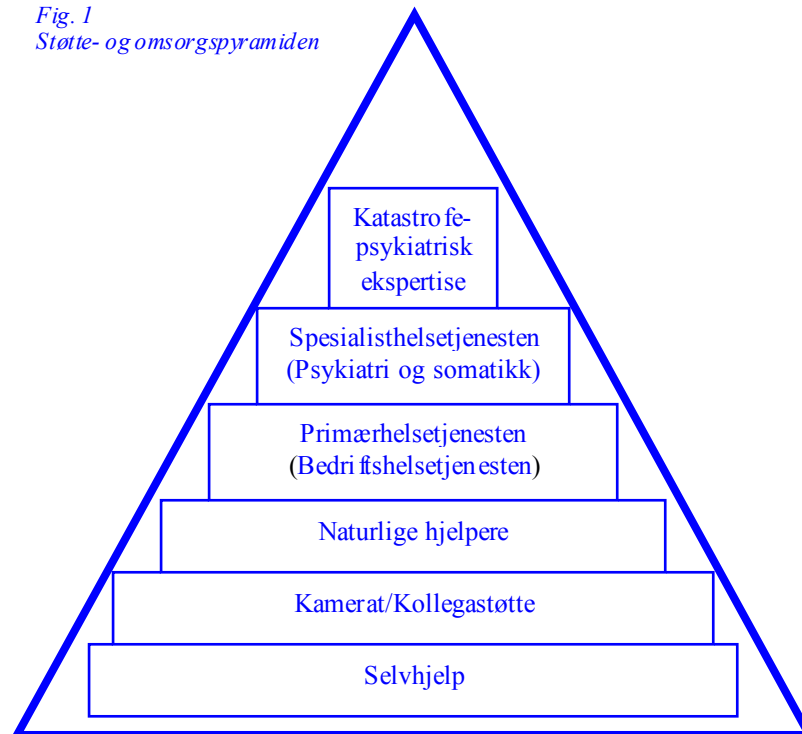 Fig. 1
Støtte- og omsorgspyramiden
Katastrofe-
psykiatrisk
ekspertise
Spesialisthelsetjenesten
(Psykiatri og somatikk)
Primærhelsetjenesten
(Bedriftshelsetjenesten)
Naturlige hjelpere
Kamerat/Kollegastøtte
Selvhjelp